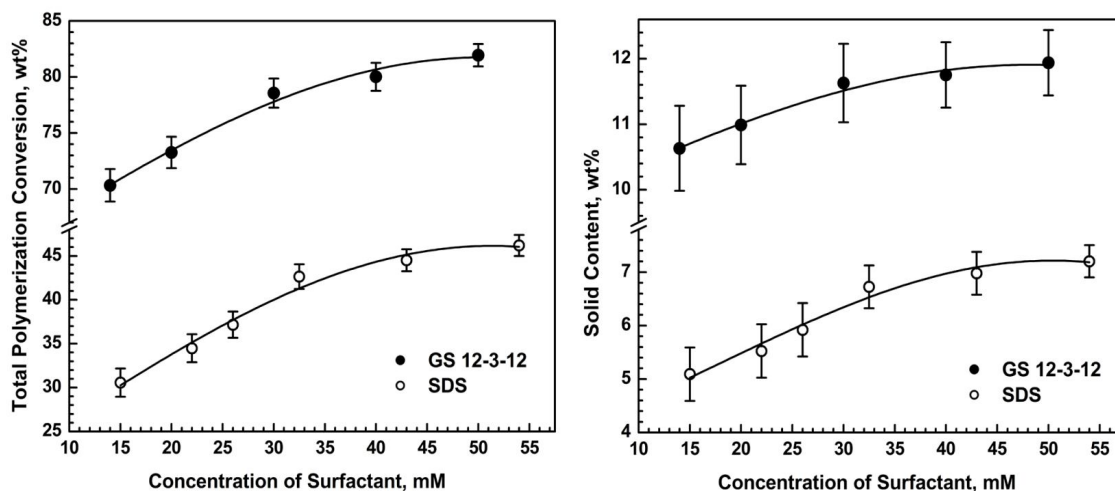 Total Polymerization Conversion, wt%
85
80
75
70
45
40
35
30
25
10 15 20 25 30 35 40 45 50 55
Concentration of Surfactant, mM
GS 12-3-12
SDS
Solid Content, wt%
12
11
10
7
6
5
4
10 15 20 25 30 35 40 45 50 55
Concentration of Surfactant, mM
GS 12-3-12
SDS